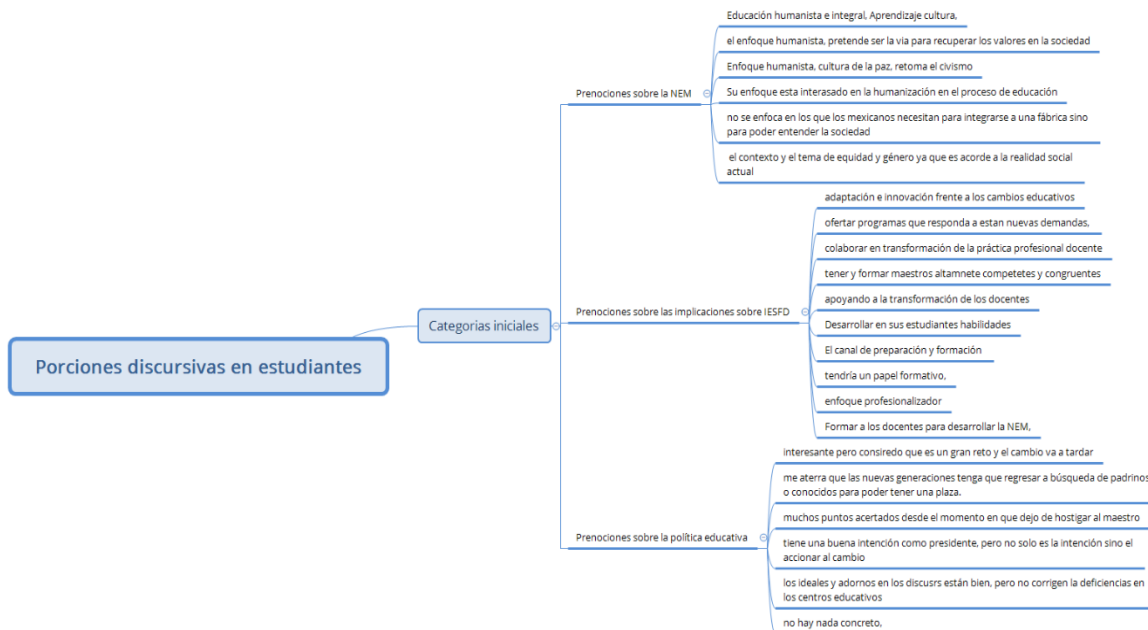 Porciones discursivas en estudiantes
Categorias iniciales
Prenociones sobre la NEM
Educación humanista e integral, Aprendizaje cultura,
el enfoque humanista, pretende ser la via para recuperar los valores en la sociedad
Enfoque humanista, cultura de la paz, retoma el civismo
Su enfoque esta interasado en la humanización en el proceso de educación
no se enfoca en los que los mexicanos necesitan para integrarse a una fábrica sino
para poder entender la sociedad
el contexto y el tema de equidad y género ya que es acorde a la realidad social
actual
Prenociones sobre las implicaciones sobre IESFD
adaptación e innovación frente a los cambios educativos
ofertar programas que responda a estan nuevas demandas,
colaborar en transformación de la práctica profesional docente
tener y formar maestros altamnete competetes y congruentes
apoyando a la transformación de los docentes
Desarrollar en sus estudiantes habilidades
El canal de preparación y formación
tendría un papel formativo,
enfoque profesionalizador
Formar a los docentes para desarrollar la NEM,
Prenociones sobre la política educativa
interesante pero consiredo que es un gran reto y el cambio va a tardar
me aterra que las nuevas generaciones tenga que regresar a búsqueda de padrinos
o conocidos para poder tener una plaza.
muchos puntos acertados desde el momento en que dejo de hostigar al maestro
tiene una buena intención como presidente, pero no solo es la intención sino el
accionar al cambio
los ideales y adornos en los discusrs están bien, pero no corrigen la deficiencias en
los centros educativos
no hay nada concreto,